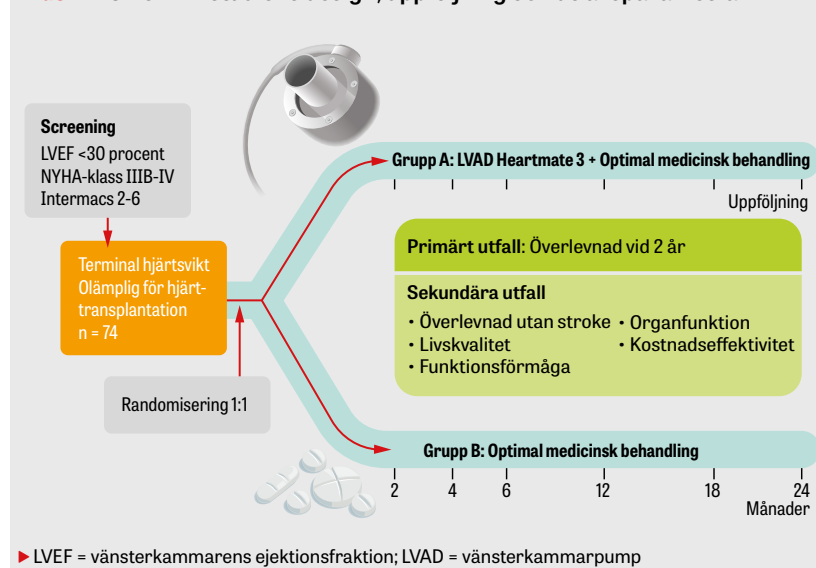 Screening
LVEF <30 procent
NYHA-klass IIIB-IV
Intermacs 2-6
Terminal hjärtsvikt
Olämplig för hjärt-
transplantation
n = 74
Randomisering 1:1
Grupp A: LVAD Heartmate 3 + Optimal medicinsk behandling
Uppföljning
Primärt utfall: Överlevnad vid 2 år
Sekundära utfall
• Överlevnad utan stroke • Organfunktion
• Livskvalitet • Kostnadseffektivitet
• Funktionsförmåga
Grupp B: Optimal medicinsk behandling
2 4 6 12 18 24
Månader
▶ LVEF = vänsterkammarens ejektionsfraktion; LVAD = vänsterkammarpump